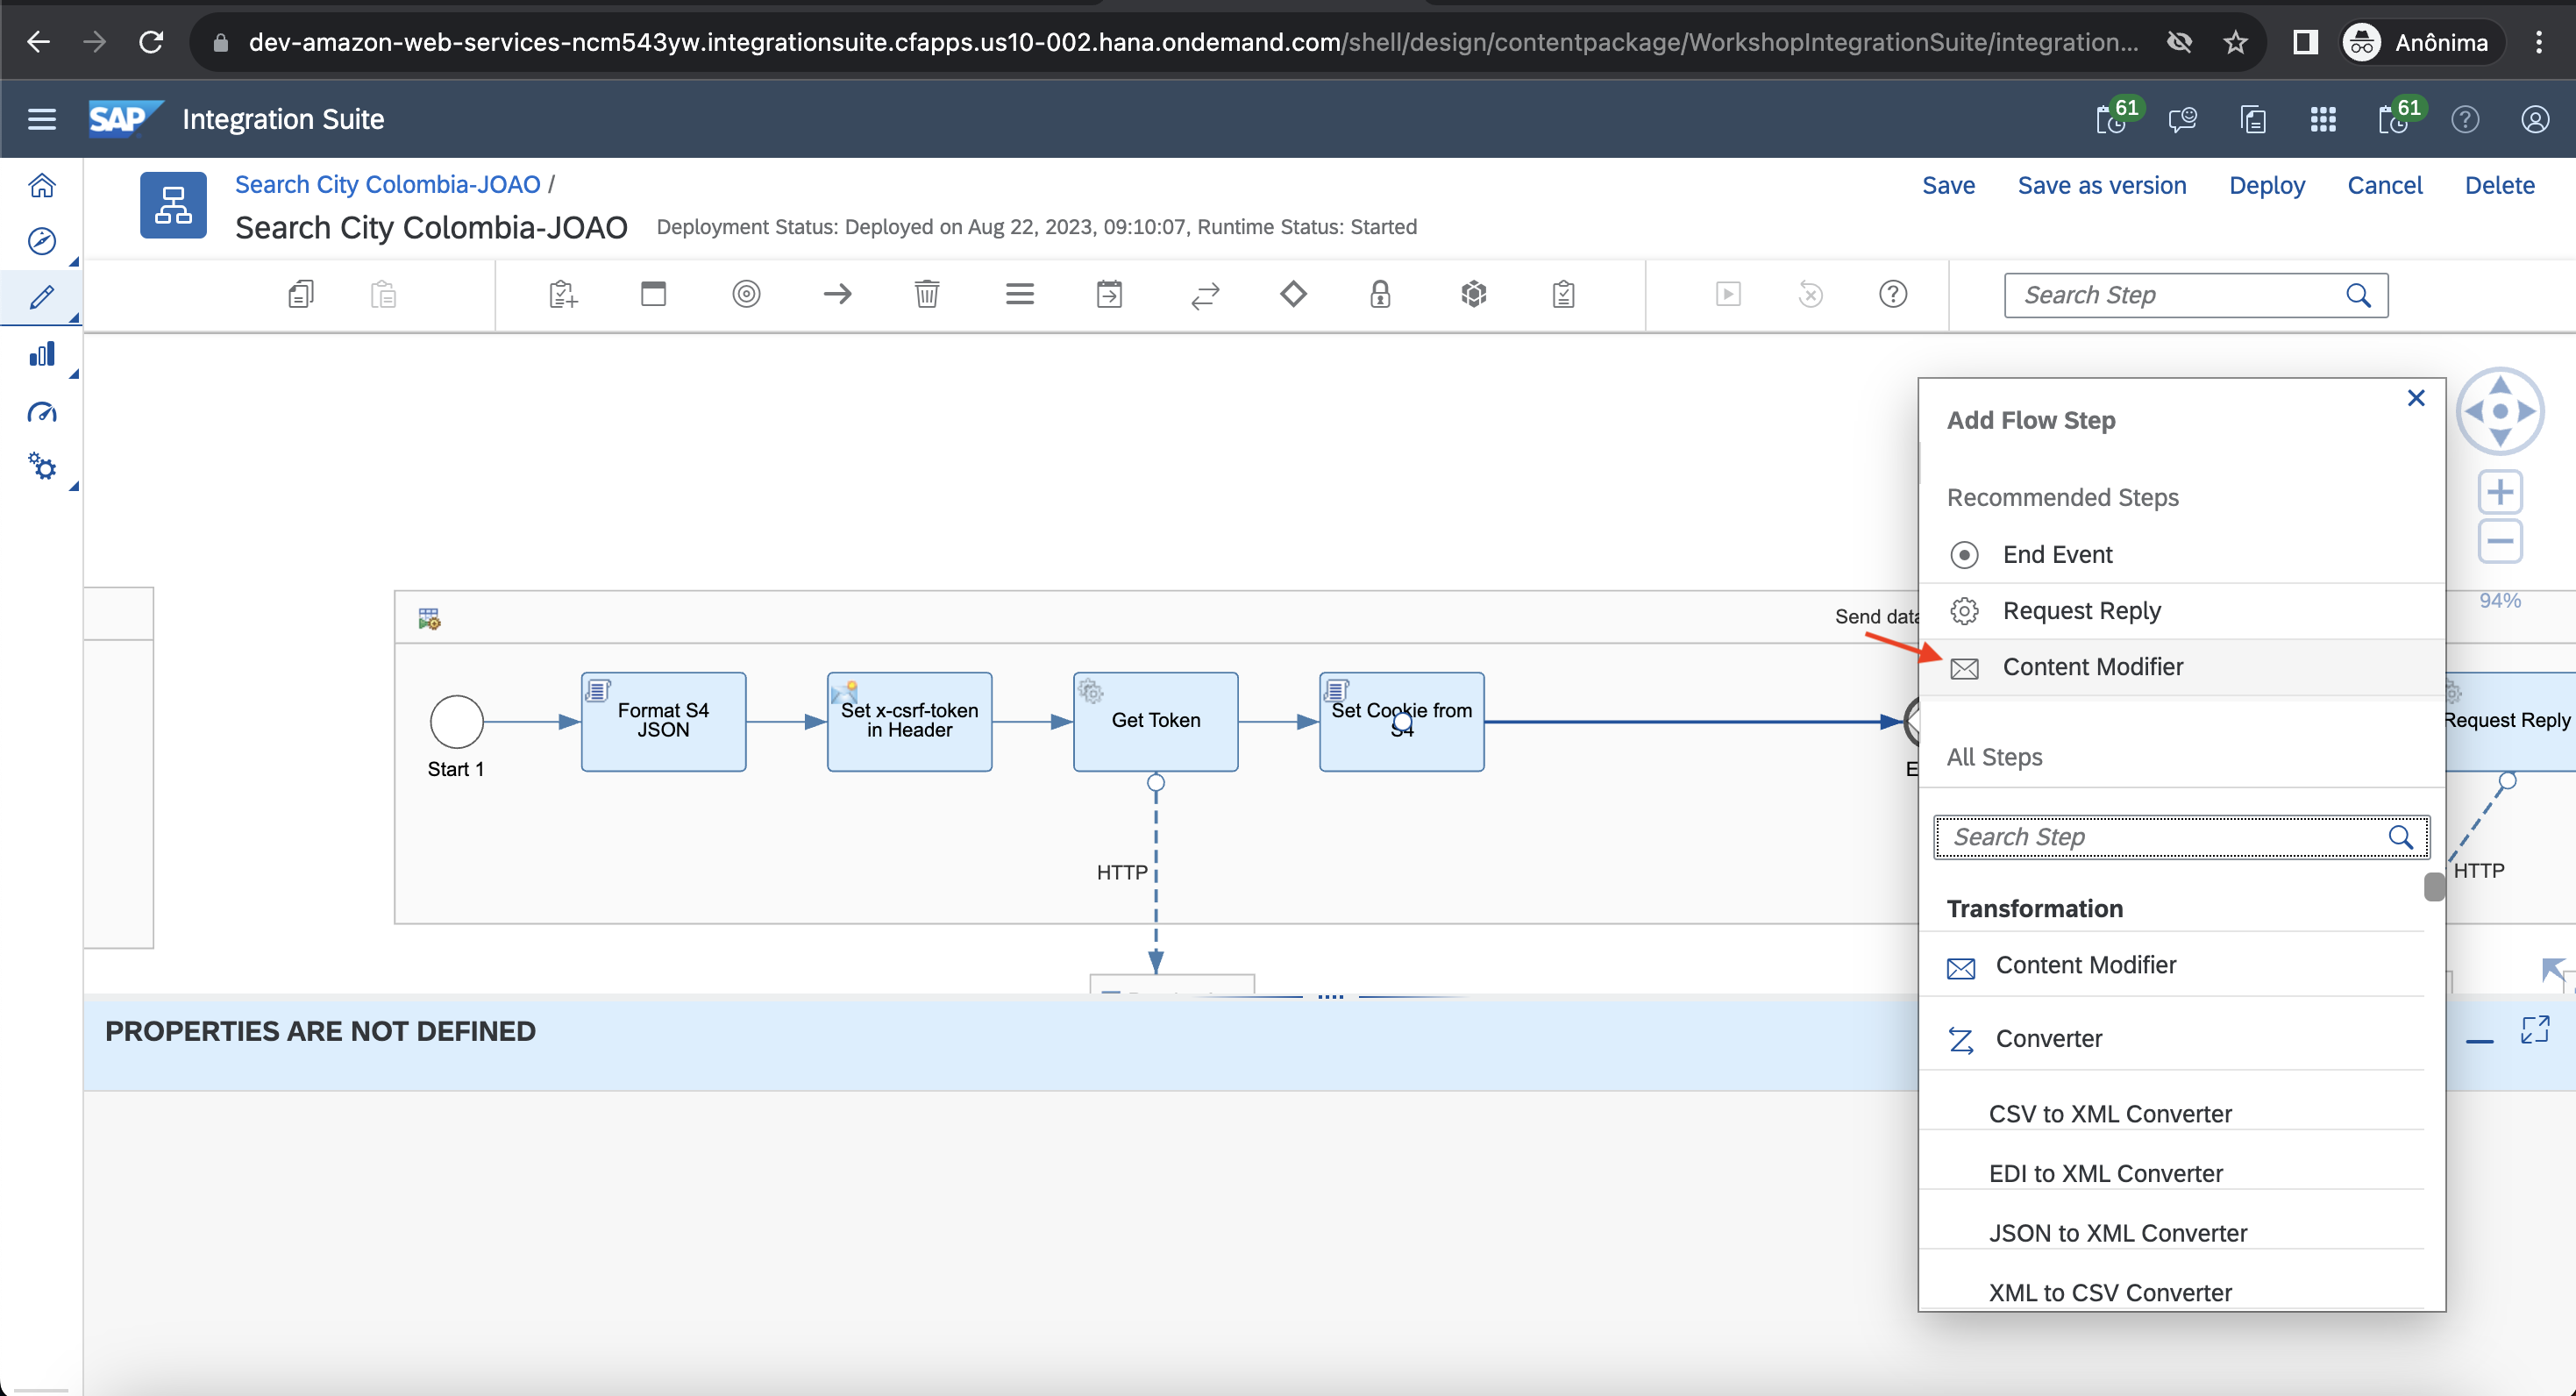 dev-amazon-web-services-ncm543yw.integrationsuite.cfapps.us10-002.hana.ondemand.com/shell/design/contentpackage/WorkshopIntegrationSuite/integration...
Anônima
SAP
Integration Suite
61
61
Search City Colombia-JOAO /
Search City Colombia-JOAO
Deployment Status: Deployed on Aug 22, 2023, 09:10:07, Runtime Status: Started
Save
Save as version
Deploy
Cancel
Delete
Search Step
Add Flow Step
Recommended Steps
End Event
Request Reply
Content Modifier
All Steps
Search Step
Transformation
Content Modifier
Converter
CSV to XML Converter
EDI to XML Converter
JSON to XML Converter
XML to CSV Converter
94%
Send data
Start 1
Format S4
JSON
Set x-csrf-token
in Header
Get Token
Set Cookie from
S4
E
Request Reply
HTTP
HTTP
PROPERTIES ARE NOT DEFINED